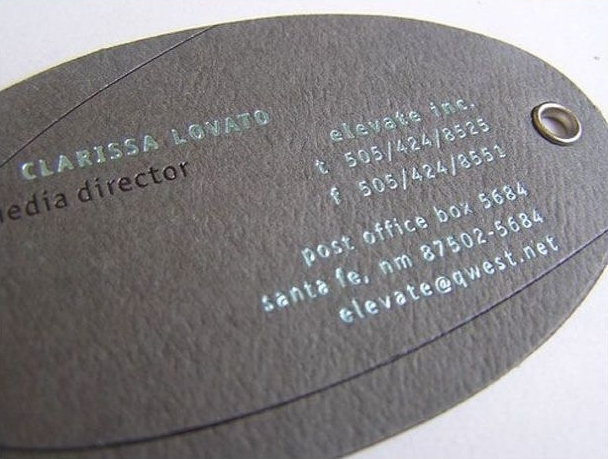 CLARISSA LOVATO
media director
elevate inc.
t 505/424/8525
f 505/424/8551
post office box 5684
santa fe, nm 87502-5684
elevate@qwest.net